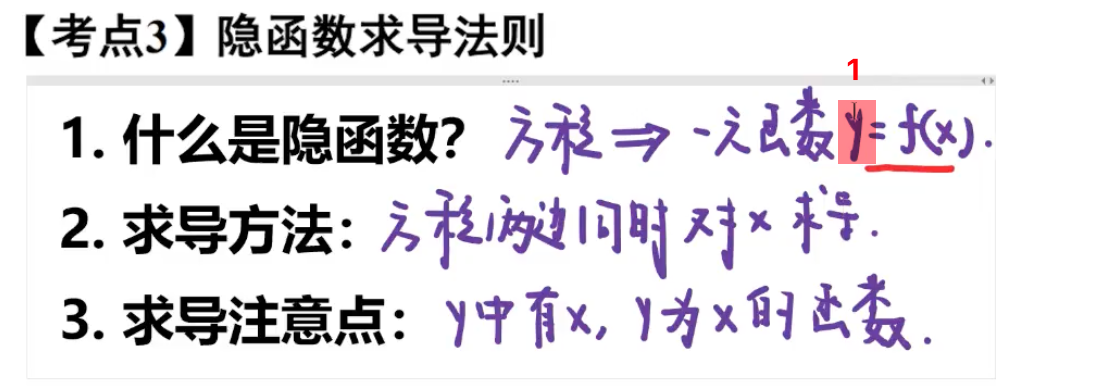 【考点3】隐函数求导法则
1
1. 什么是隐函数？ 方程 ⇒ 一元函数 y = f(x).
2. 求导方法： 方程两边同时对 x 求导.
3. 求导注意点： y中有x, y为x的函数.